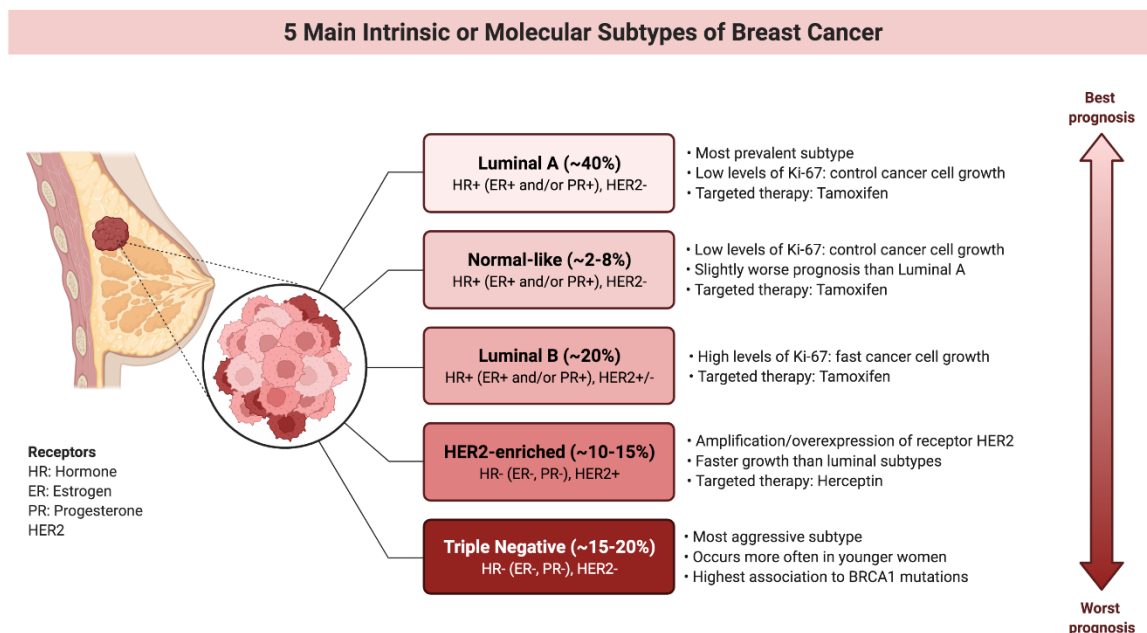 5 Main Intrinsic or Molecular Subtypes of Breast Cancer
Best
prognosis
Luminal A (~40%)
HR+ (ER+ and/or PR+), HER2-
• Most prevalent subtype
• Low levels of Ki-67: control cancer cell growth
• Targeted therapy: Tamoxifen
Normal-like (~2-8%)
HR+ (ER+ and/or PR+), HER2-
• Low levels of Ki-67: control cancer cell growth
• Slightly worse prognosis than Luminal A
• Targeted therapy: Tamoxifen
Luminal B (~20%)
HR+ (ER+ and/or PR+), HER2+/-
• High levels of Ki-67: fast cancer cell growth
• Targeted therapy: Tamoxifen
HER2-enriched (~10-15%)
HR- (ER-, PR-), HER2+
• Amplification/overexpression of receptor HER2
• Faster growth than luminal subtypes
• Targeted therapy: Herceptin
Triple Negative (~15-20%)
HR- (ER-, PR-), HER2-
• Most aggressive subtype
• Occurs more often in younger women
• Highest association to BRCA1 mutations
Receptors
HR: Hormone
ER: Estrogen
PR: Progesterone
HER2
Worst
prognosis